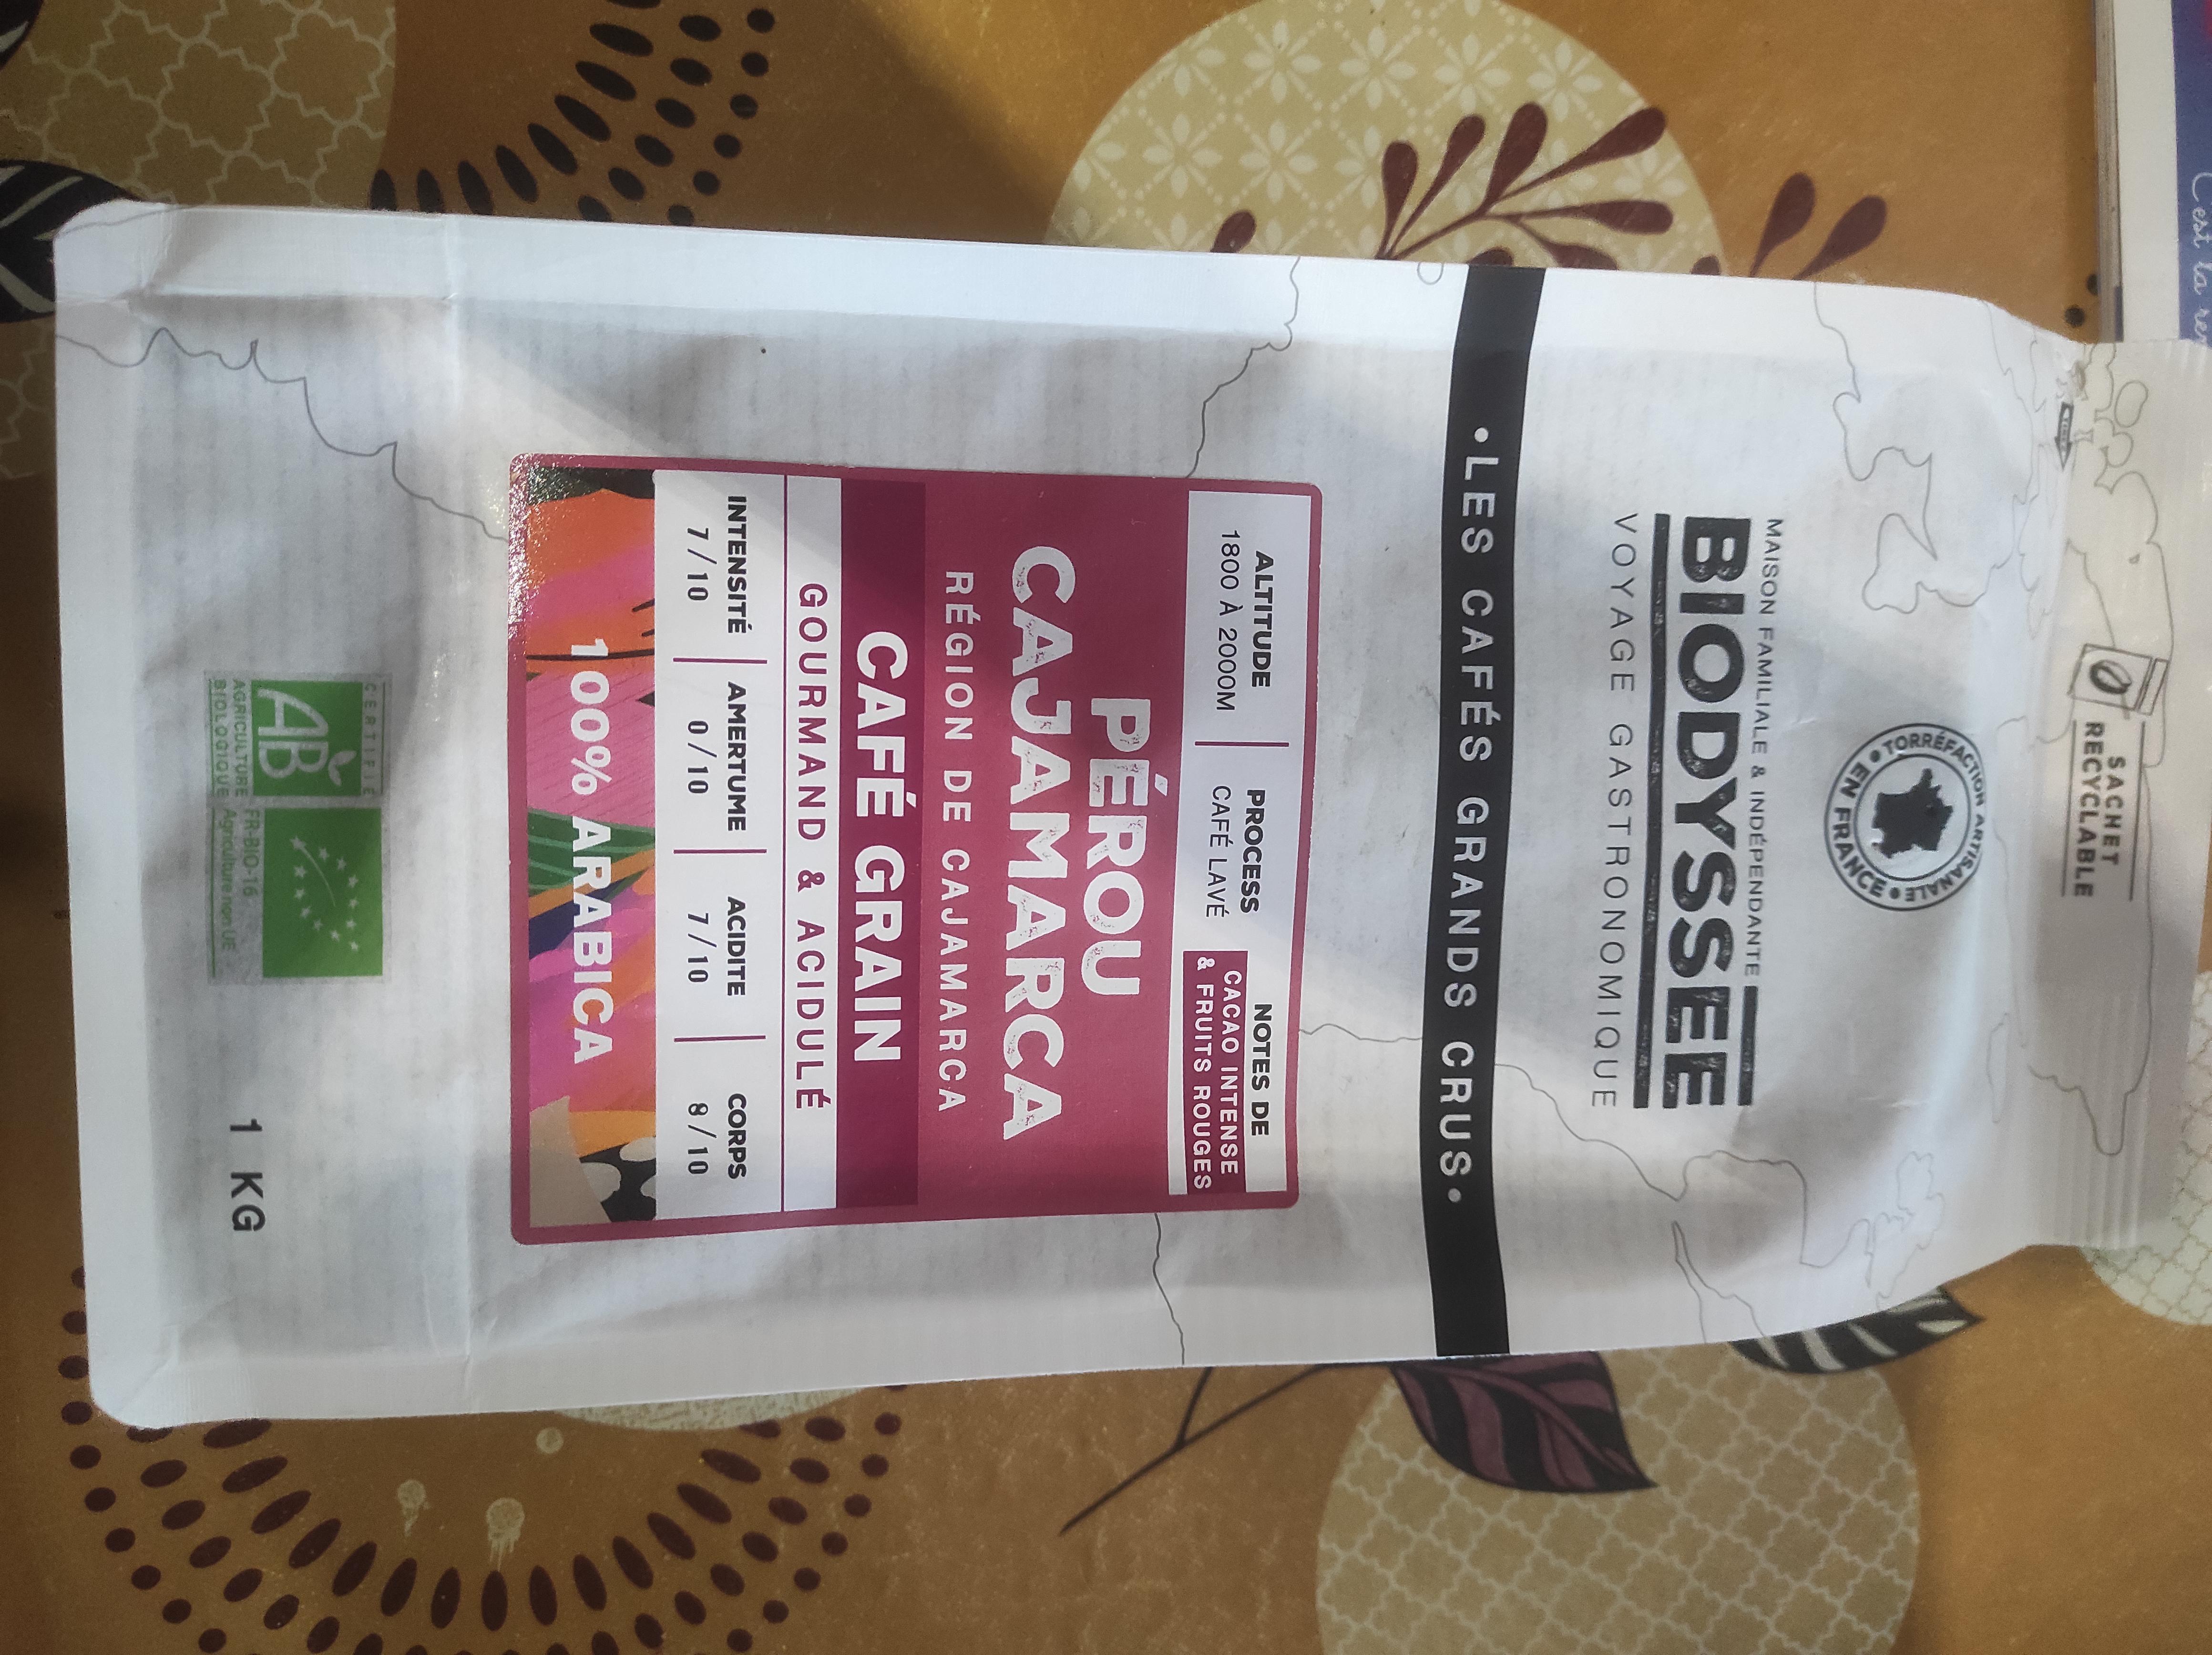 SACHET
RECYCLABLE
TORRÉFACTION ARTISANALE
• EN FRANCE •
MAISON FAMILIALE & INDÉPENDANTE
BIODYSSEE
VOYAGE GASTRONOMIQUE
•LES CAFÉS GRANDS CRUS•
ALTITUDE
1800 À 2000M
PROCESS
CAFÉ LAVÉ
NOTES DE
CACAO INTENSE
& FRUITS ROUGES
PÉROU
CAJAMARCA
RÉGION DE CAJAMARCA
CAFÉ GRAIN
GOURMAND & ACIDULÉ
INTENSITÉ
7/10
AMERTUME
0/10
ACIDITE
7/10
CORPS
8/10
100% ARABICA
CERTIFIÉ
AB
AGRICULTURE
BIOLOGIQUE
FR-BIO-16
Agriculture non UE
1 KG
C'est la